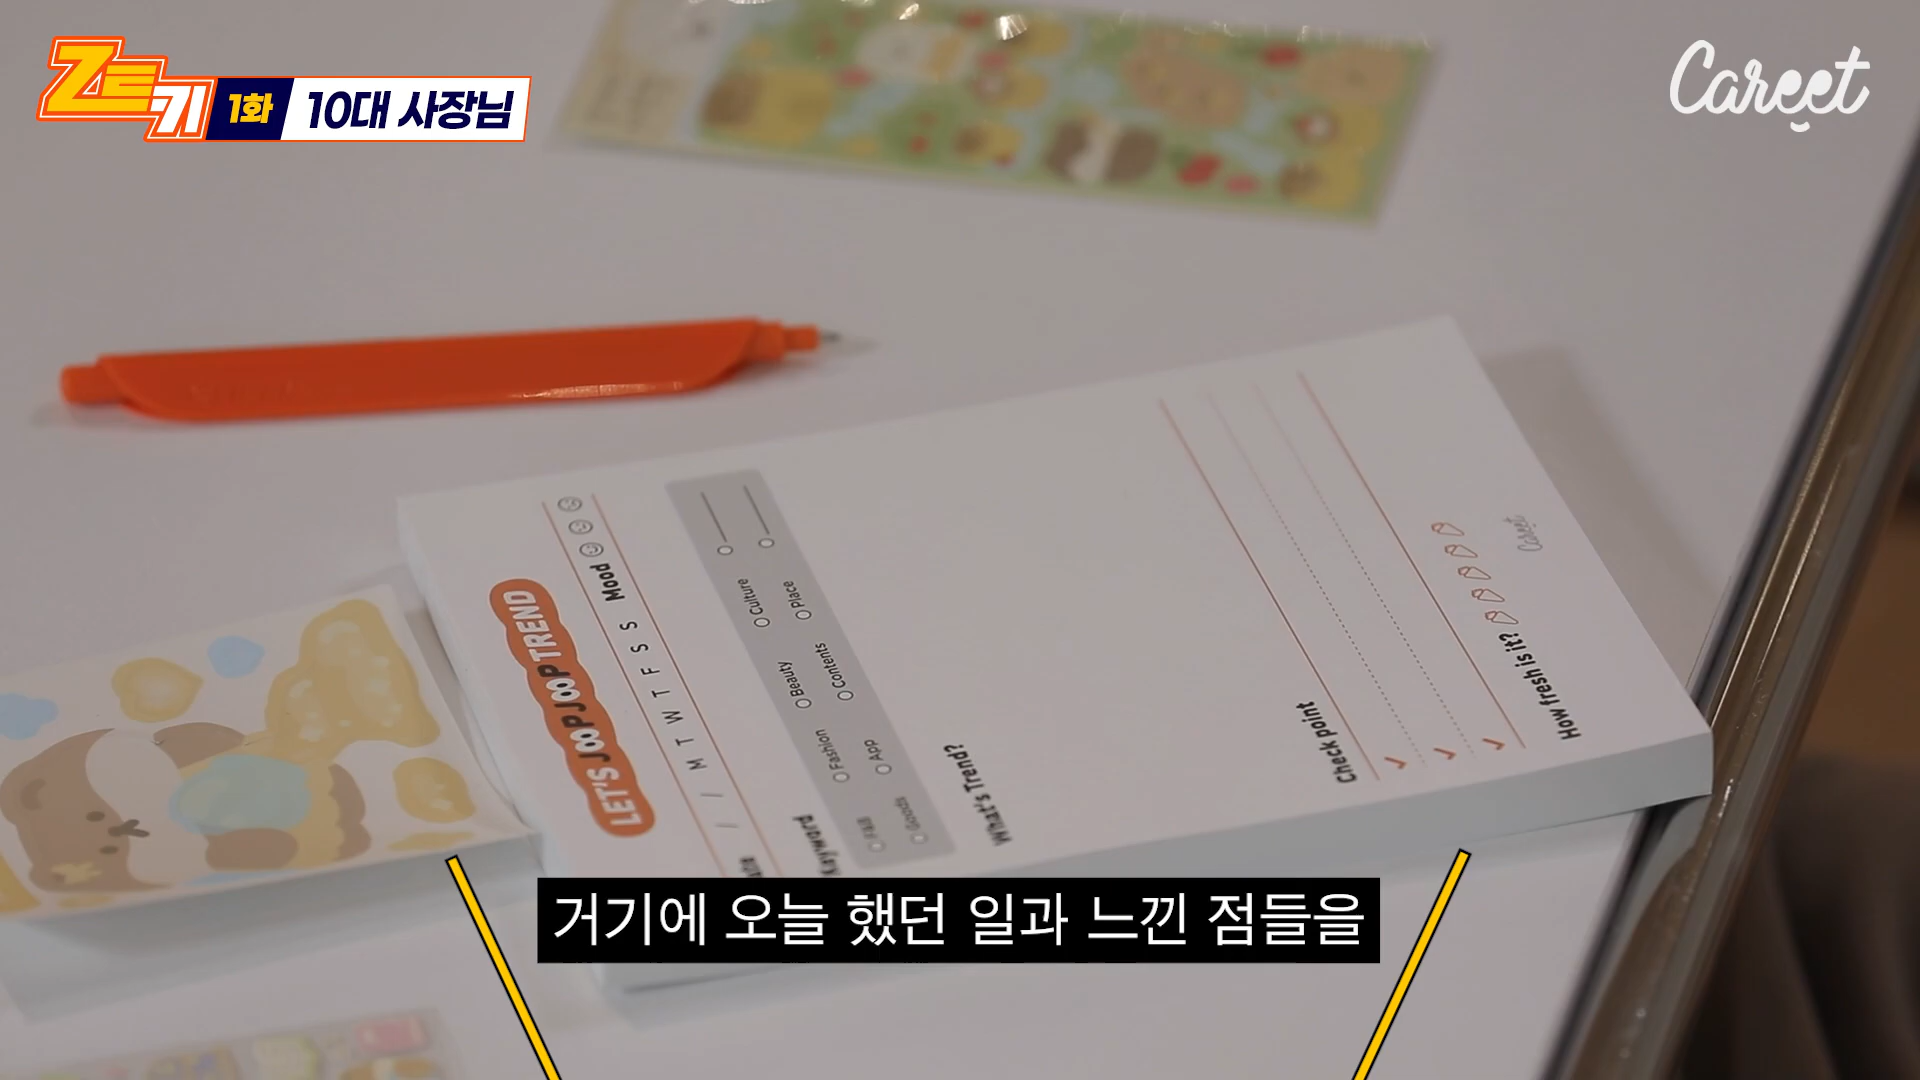 Z트기 1화 10대 사장님
Careet
LET'S JOOPJOOP TREND
/ / M T W T F S S Mood
Keyword
F&B Fashion Beauty Culture
Goods App Contents Place
What's Trend?
Check point
How fresh is it?
Careet
거기에 오늘 했던 일과 느낀 점들을